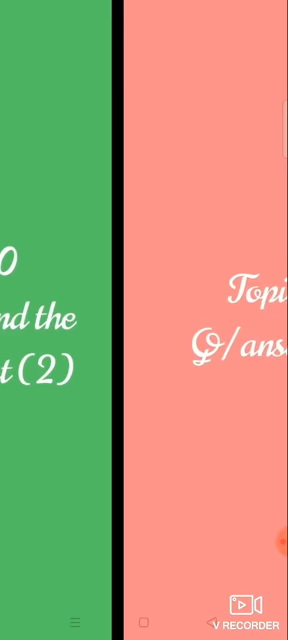 0
nd the
t (2)
Topi
Q/ans
V RECORDER